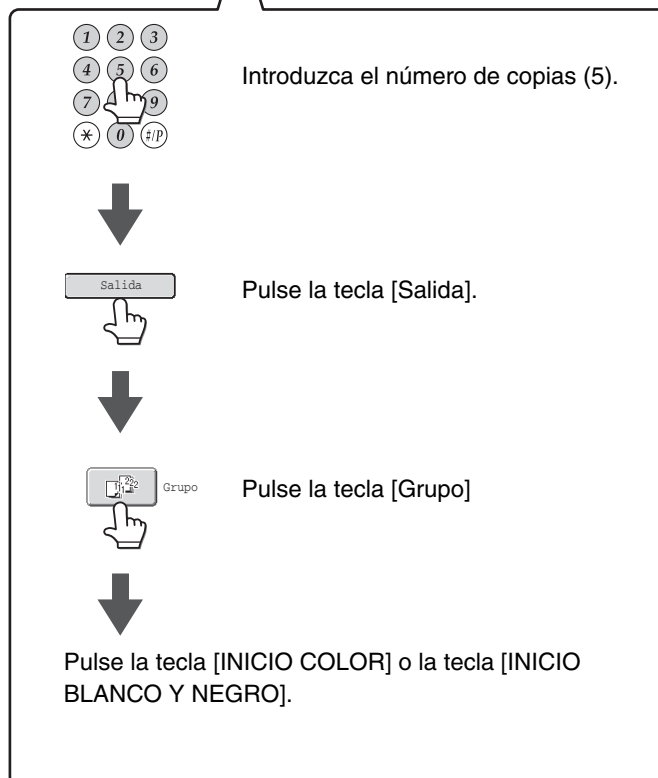 1 2 3
4 5 6
7 9
* 0 #/P
Introduzca el número de copias (5).
Salida
Pulse la tecla [Salida].
Grupo
Pulse la tecla [Grupo]
Pulse la tecla [INICIO COLOR] o la tecla [INICIO
BLANCO Y NEGRO].